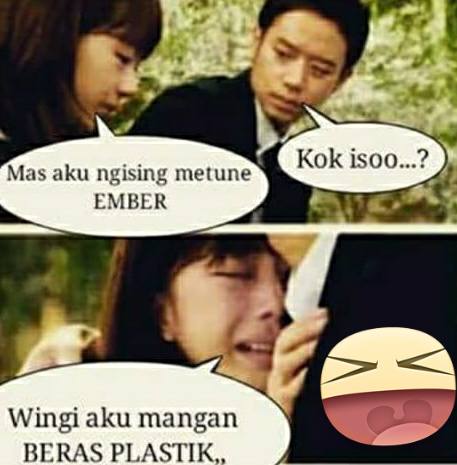 Mas aku ngising metune
EMBER
Kok isoo...?
Wingi aku mangan
BERAS PLASTIK,,